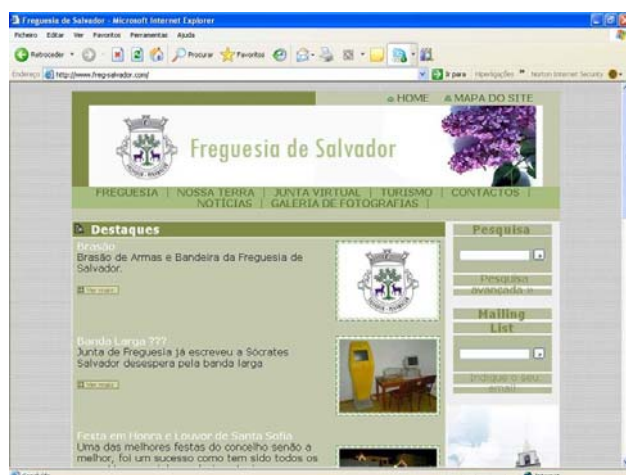 Freguesia de Salvador - Microsoft Internet Explorer
Ficheiro Editar Ver Favoritos Ferramentas Ajuda
Retroceder Procurar Favoritos
Endereço http://www.freg-salvador.com/ Ir para Hiperligações Norton Internet Security
HOME MAPA DO SITE
Freguesia de Salvador
FREGUESIA | NOSSA TERRA | JUNTA VIRTUAL | TURISMO | CONTACTOS |
NOTÍCIAS | GALERIA DE FOTOGRAFIAS |
Destaques
Brasão
Brasão de Armas e Bandeira da Freguesia de
Salvador.
Ver mais
Banda Larga ???
Junta de Freguesia já escreveu a Sócrates
Salvador desespera pela banda larga
Ver mais
Festa em Honra e Louvor de Santa Sofia
Uma das melhores festas do concelho senão a
melhor, foi um sucesso como tem sido todos os
Pesquisa
Pesquisa
avançada »
Mailing
List
Indique o seu
email